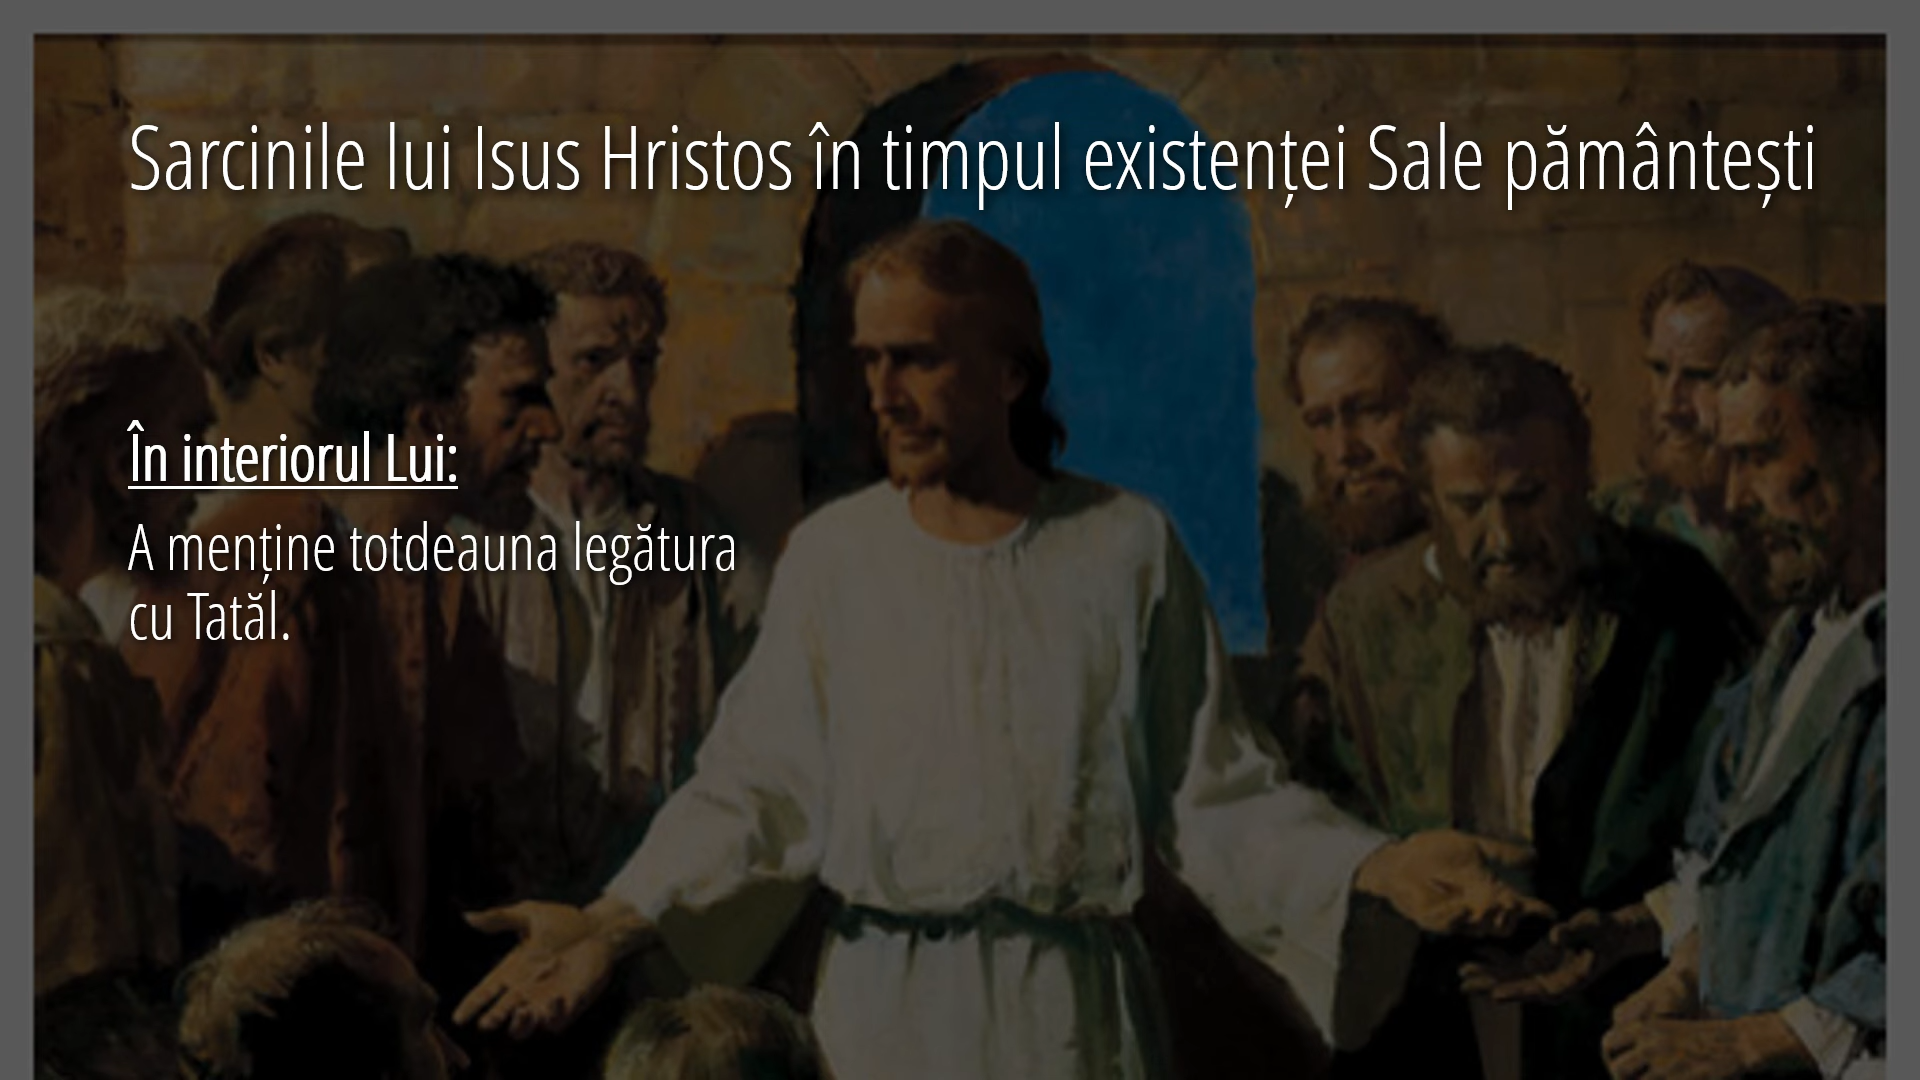 Sarcinile lui Isus Hristos în timpul existenței Sale pământești
În interiorul Lui:
A menține totdeauna legătura
cu Tatăl.